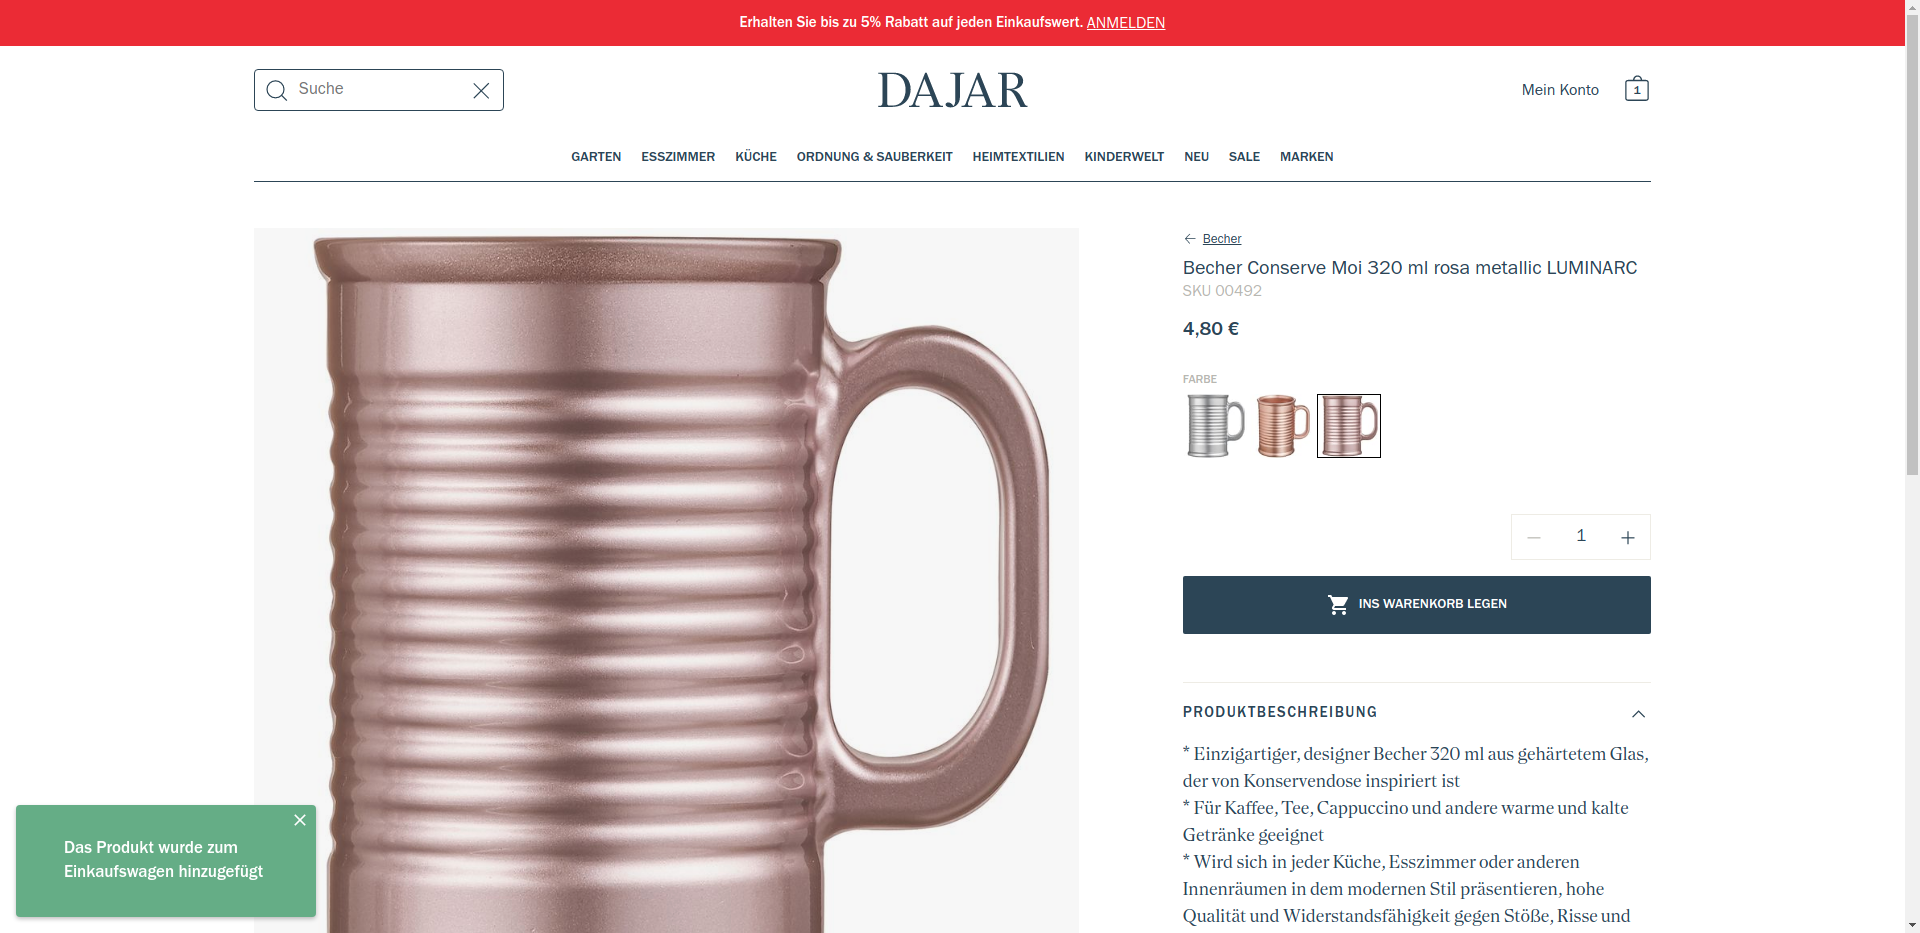 Erhalten Sie bis zu 5% Rabatt auf jeden Einkaufswert. ANMELDEN
Suche
DAJAR
Mein Konto
1
GARTEN ESSZIMMER KÜCHE ORDNUNG & SAUBERKEIT HEIMTEXTILIEN KINDERWELT NEU SALE MARKEN
Becher
Becher Conserve Moi 320 ml rosa metallic LUMINARC
SKU 00492
4,80 €
FARBE
1
INS WARENKORB LEGEN
PRODUKTBESCHREIBUNG
* Einzigartiger, designer Becher 320 ml aus gehärtetem Glas,
der von Konservendose inspiriert ist
* Für Kaffee, Tee, Cappuccino und andere warme und kalte
Getränke geeignet
* Wird sich in jeder Küche, Esszimmer oder anderen
Innenräumen in dem modernen Stil präsentieren, hohe
Qualität und Widerstandsfähigkeit gegen Stöße, Risse und
Das Produkt wurde zum
Einkaufswagen hinzugefügt